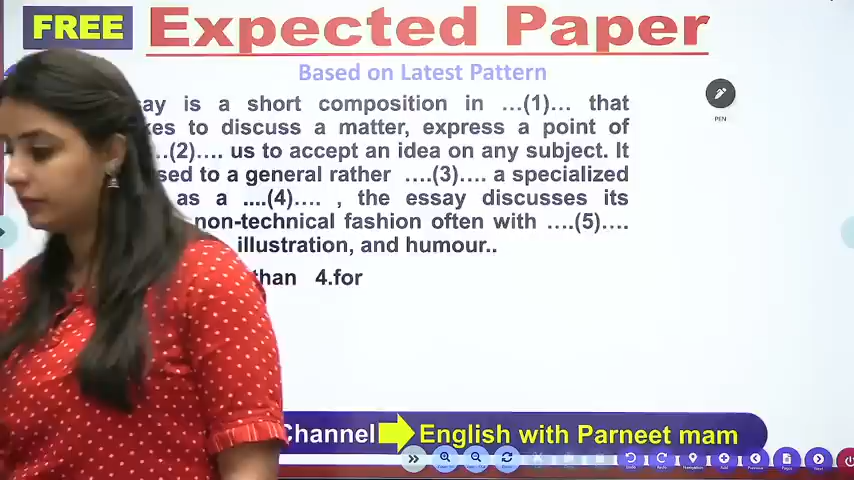 FREE
Expected Paper
Based on Latest Pattern
is a short composition in ...(1)... that
to discuss a matter, express a point of
..(2).... us to accept an idea on any subject. It
to a general rather ....(3).... a specialized
as a ....(4).... , the essay discusses its
non-technical fashion often with ....(5)....
illustration, and humour..
than 4.for
PEN
Channel English with Parneet mam